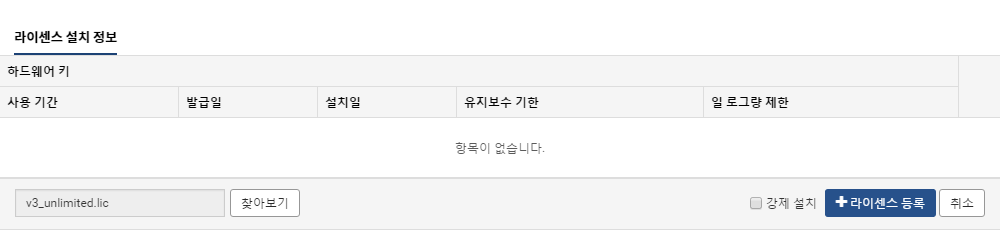 라이센스 설치 정보
하드웨어 키
사용 기간 발급일 설치일 유지보수 기한 일 로그량 제한
항목이 없습니다.
v3_unlimited.lic 찾아보기 강제 설치 라이센스 등록 취소